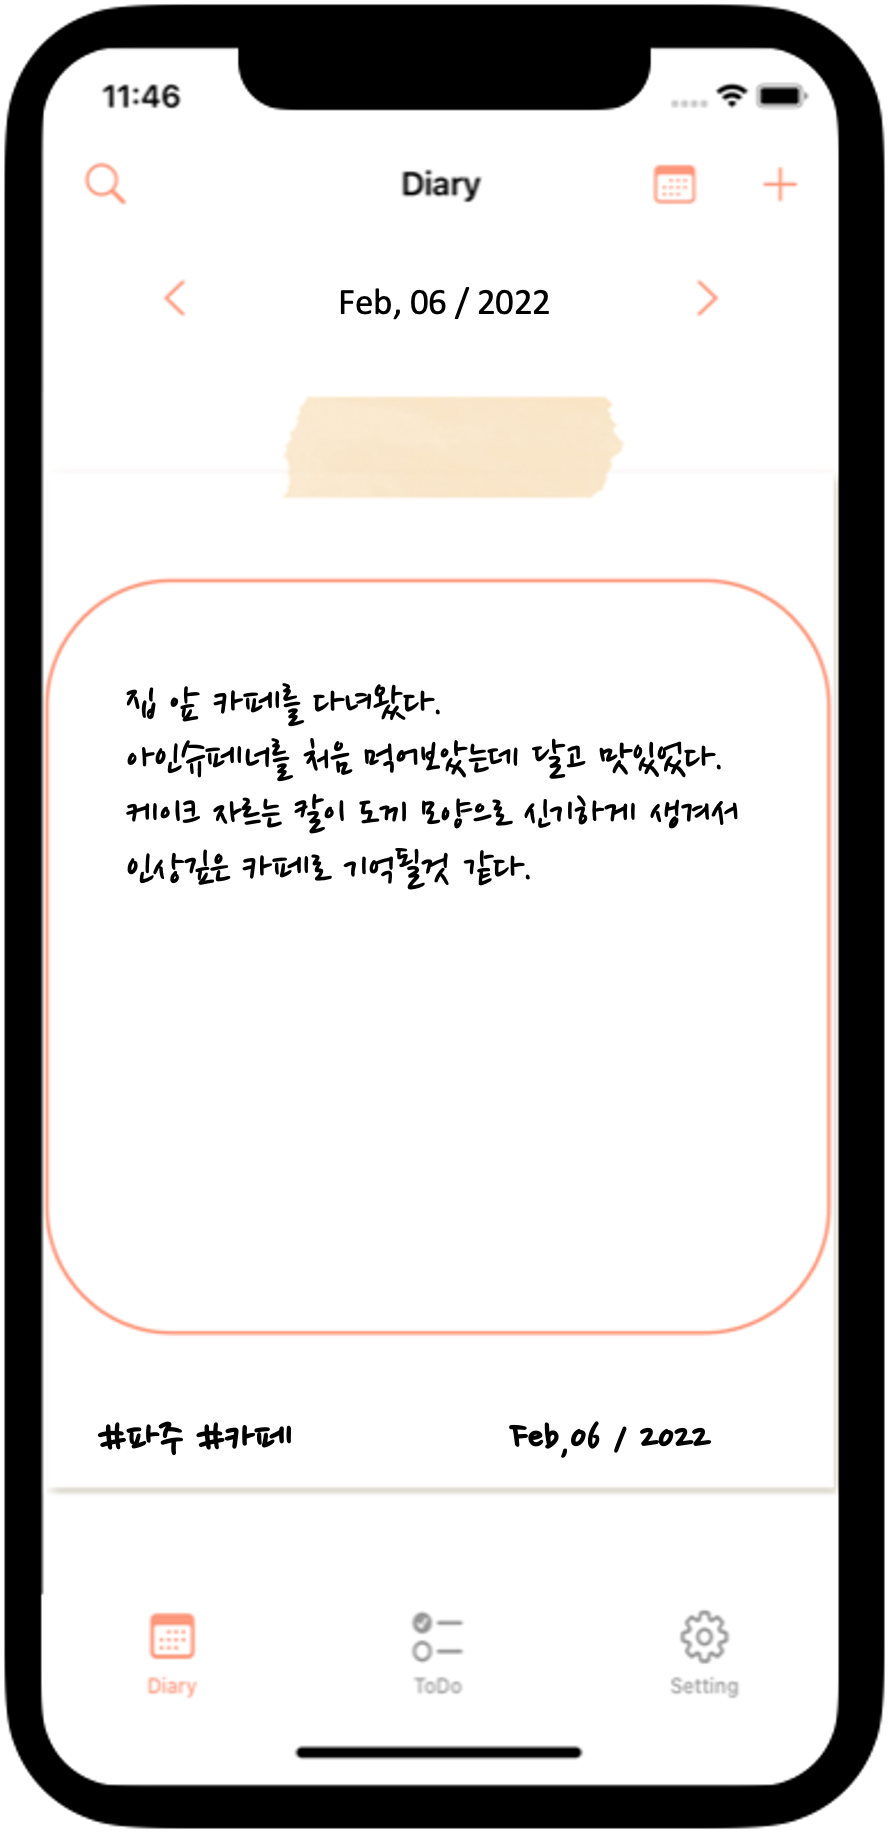 11:46
Diary
Feb, 06 / 2022
집 앞 카페를 다녀왔다.
아인슈페너를 처음 먹어보았는데 달고 맛있었다.
케이크 자르는 칼이 도끼 모양으로 신기하게 생겨서
인상깊은 카페로 기억될것 같다.
#파주 #카페 Feb,06 / 2022
Diary ToDo Setting